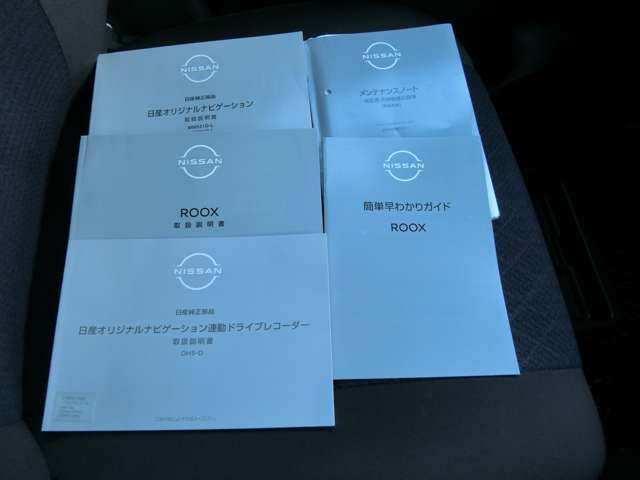 NISSAN
日産純正部品
日産オリジナルナビゲーション
取扱説明書
NISSAN
メンテナンスノート
NISSAN
ROOX
取扱説明書
NISSAN
簡単早わかりガイド
ROOX
NISSAN
日産純正部品
日産オリジナルナビゲーション連動ドライブレコーダー
取扱説明書
DH5-D